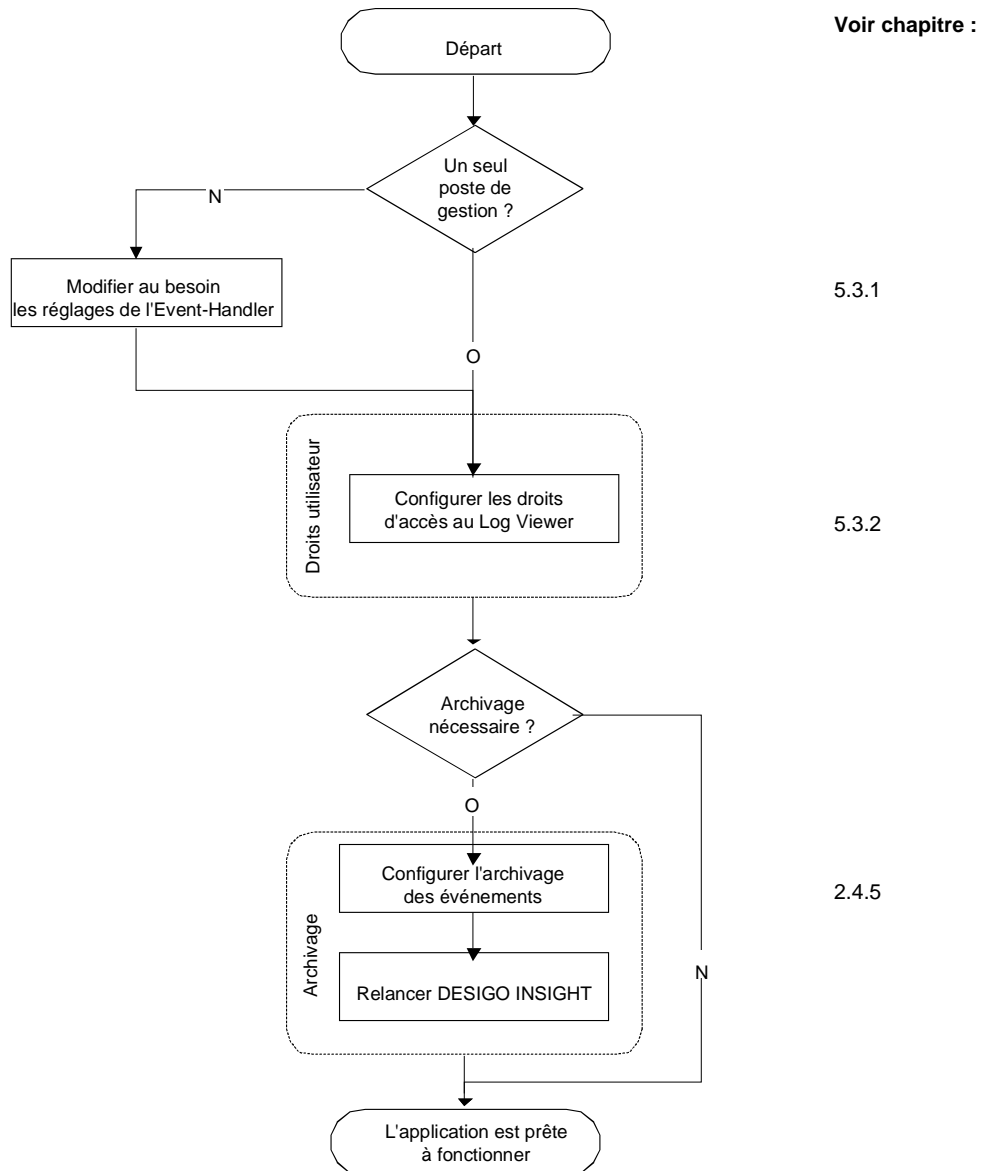 Voir chapitre :
Départ
Un seul
poste de
gestion ?
N
Modifier au besoin
les réglages de l'Event-Handler
5.3.1
O
Droits utilisateur
Configurer les droits
d'accès au Log Viewer
5.3.2
Archivage
nécessaire ?
O
Archivage
Configurer l'archivage
des événements
2.4.5
N
Relancer DESIGO INSIGHT
L'application est prête
à fonctionner